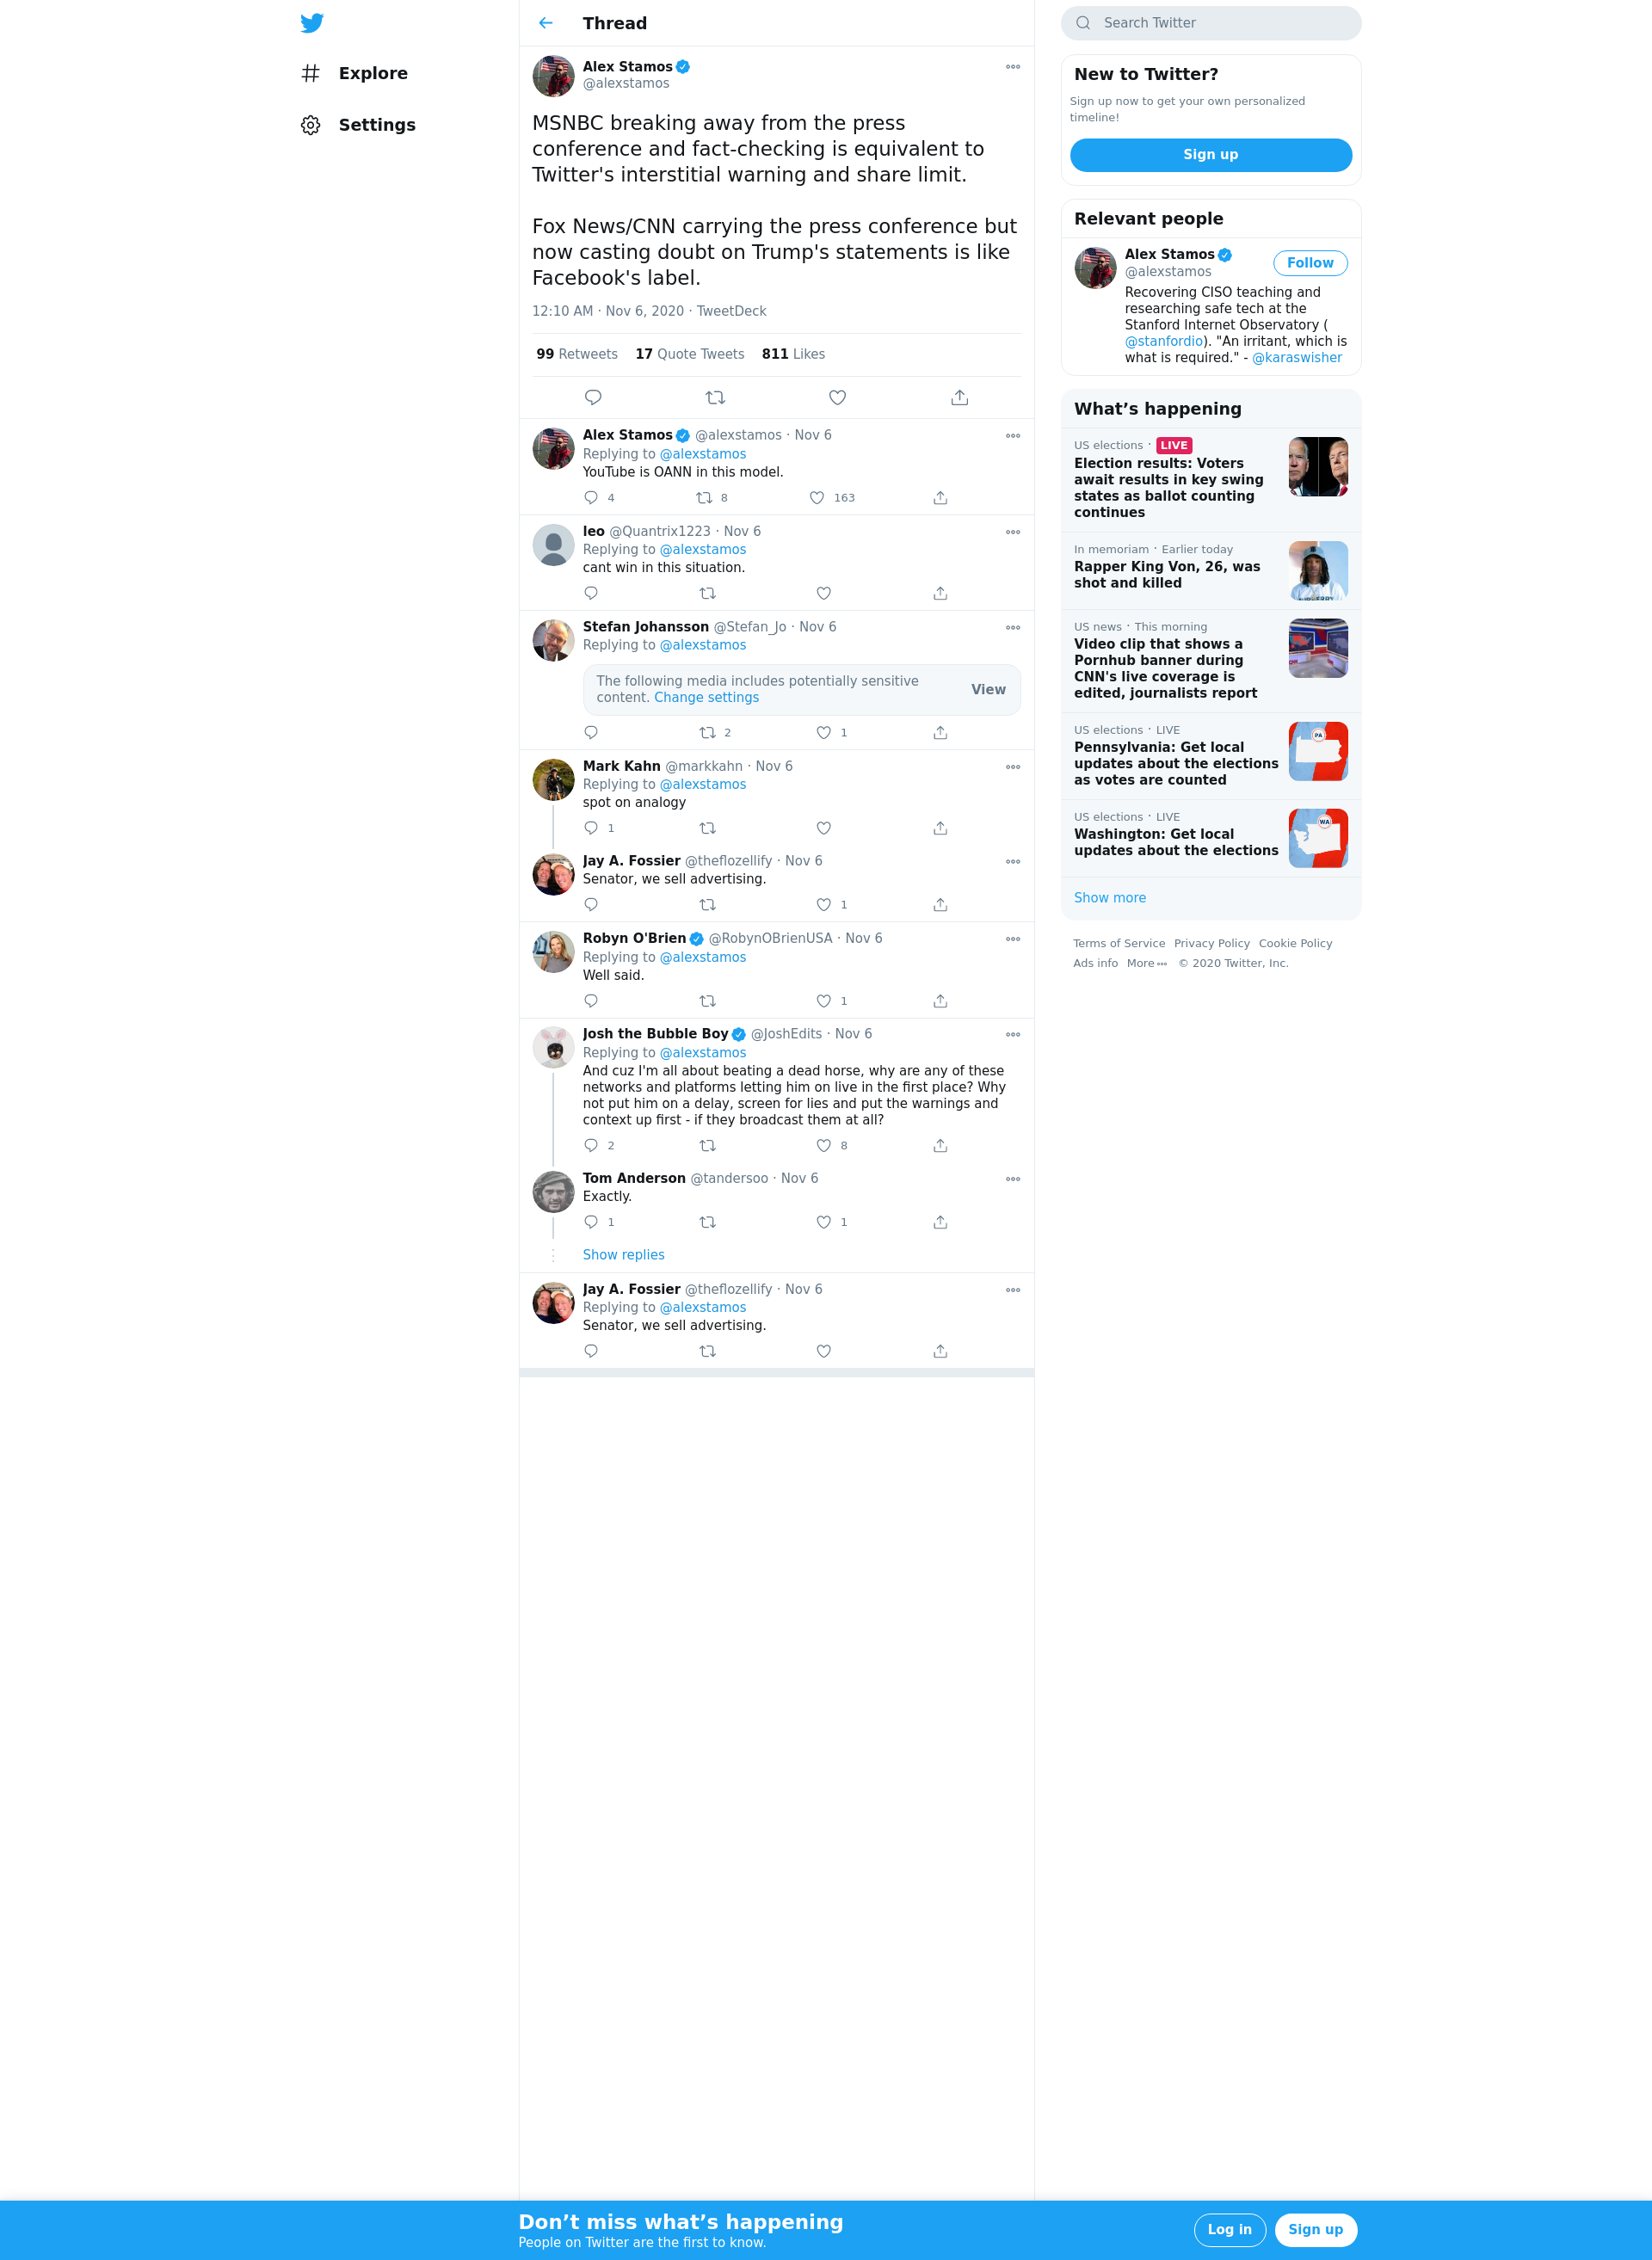 Explore
Settings
Thread
Alex Stamos
@alexstamos
MSNBC breaking away from the press
conference and fact-checking is equivalent to
Twitter's interstitial warning and share limit.
Fox News/CNN carrying the press conference but
now casting doubt on Trump's statements is like
Facebook's label.
12:10 AM · Nov 6, 2020 · TweetDeck
99 Retweets 17 Quote Tweets 811 Likes
Alex Stamos @alexstamos · Nov 6
Replying to @alexstamos
YouTube is OANN in this model.
4 8 163
leo @Quantrix1223 · Nov 6
Replying to @alexstamos
cant win in this situation.
Stefan Johansson @Stefan_Jo · Nov 6
Replying to @alexstamos
The following media includes potentially sensitive
content. Change settings
View
2 1
Mark Kahn @markkahn · Nov 6
Replying to @alexstamos
spot on analogy
1
Jay A. Fossier @theflozellify · Nov 6
Senator, we sell advertising.
1
Robyn O'Brien @RobynOBrienUSA · Nov 6
Replying to @alexstamos
Well said.
1
Josh the Bubble Boy @JoshEdits · Nov 6
Replying to @alexstamos
And cuz I'm all about beating a dead horse, why are any of these
networks and platforms letting him on live in the first place? Why
not put him on a delay, screen for lies and put the warnings and
context up first - if they broadcast them at all?
2 8
Tom Anderson @tandersoo · Nov 6
Exactly.
1 1
Show replies
Jay A. Fossier @theflozellify · Nov 6
Replying to @alexstamos
Senator, we sell advertising.
Search Twitter
New to Twitter?
Sign up now to get your own personalized
timeline!
Sign up
Relevant people
Alex Stamos
@alexstamos
Follow
Recovering CISO teaching and
researching safe tech at the
Stanford Internet Observatory (
@stanfordio). "An irritant, which is
what is required." - @karaswisher
What's happening
US elections · LIVE
Election results: Voters
await results in key swing
states as ballot counting
continues
In memoriam · Earlier today
Rapper King Von, 26, was
shot and killed
US news · This morning
Video clip that shows a
Pornhub banner during
CNN's live coverage is
edited, journalists report
US elections · LIVE
Pennsylvania: Get local
updates about the elections
as votes are counted
PA
US elections · LIVE
Washington: Get local
updates about the elections
WA
Show more
Terms of Service Privacy Policy Cookie Policy
Ads info More © 2020 Twitter, Inc.
Don't miss what's happening
People on Twitter are the first to know.
Log in
Sign up